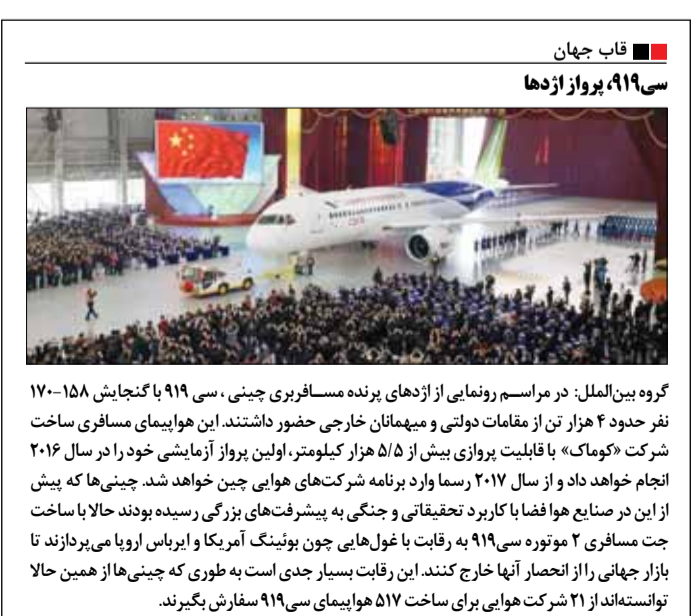 قاب جهان
سی۹۱۹، پرواز اژدها
گروه بین‌الملل: در مراسم رونمایی از اژدهای پرنده مسافربری چینی ، سی ۹۱۹ با گنجایش ۱۵۸-۱۷۰
نفر حدود ۴ هزار تن از مقامات دولتی و میهمانان خارجی حضور داشتند. این هواپیمای مسافری ساخت
شرکت «کوماک» با قابلیت پروازی بیش از ۵/۵ هزار کیلومتر، اولین پرواز آزمایشی خود را در سال ۲۰۱۶
انجام خواهد داد و از سال ۲۰۱۷ رسما وارد برنامه شرکت‌های هوایی چین خواهد شد. چینی‌ها که پیش
از این در صنایع هوا فضا با کاربرد تحقیقاتی و جنگی به پیشرفت‌های بزرگی رسیده بودند حالا با ساخت
جت مسافری ۲ موتوره سی۹۱۹ به رقابت با غول‌هایی چون بوئینگ آمریکا و ایرباس اروپا می‌پردازند تا
بازار جهانی را از انحصار آنها خارج کنند. این رقابت بسیار جدی است به طوری که چینی‌ها از همین حالا
توانسته‌اند از ۲۱ شرکت هوایی برای ساخت ۵۱۷ هواپیمای سی۹۱۹ سفارش بگیرند.